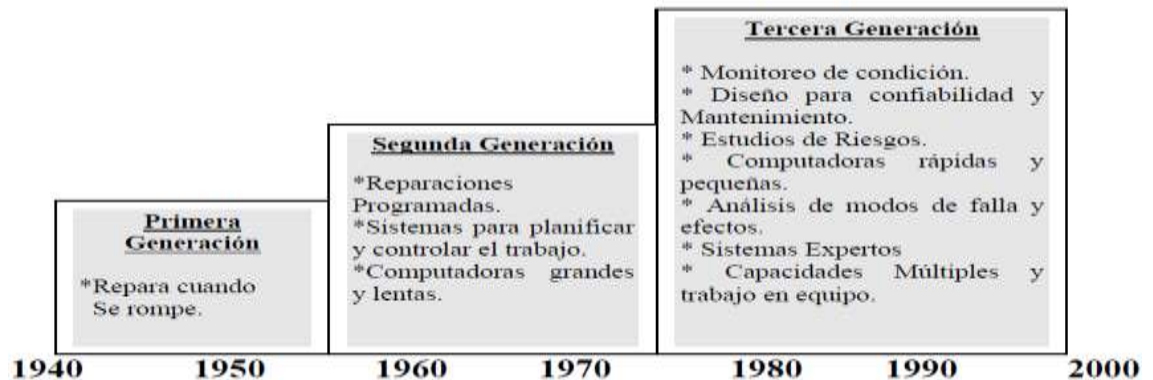 Primera
Generación
*Repara cuando
Se rompe.
Segunda Generación
*Reparaciones
Programadas.
*Sistemas para planificar
y controlar el trabajo.
*Computadoras grandes
y lentas.
Tercera Generación
* Monitoreo de condición.
* Diseño para confiabilidad y
Mantenimiento.
* Estudios de Riesgos.
* Computadoras rápidas y
pequeñas.
* Análisis de modos de falla y
efectos.
* Sistemas Expertos
* Capacidades Múltiples y
trabajo en equipo.
1940 1950 1960 1970 1980 1990 2000